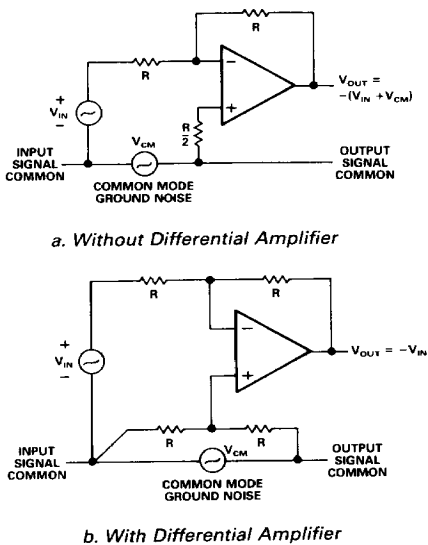 R
R
−
+
V_OUT =
−(V_IN + V_CM)
+
V_IN
−
R/2
V_CM
INPUT
SIGNAL
COMMON
OUTPUT
SIGNAL
COMMON
COMMON MODE
GROUND NOISE
a. Without Differential Amplifier
R
R
−
+
V_OUT = −V_IN
+
V_IN
−
R
R
V_CM
INPUT
SIGNAL
COMMON
OUTPUT
SIGNAL
COMMON
COMMON MODE
GROUND NOISE
b. With Differential Amplifier